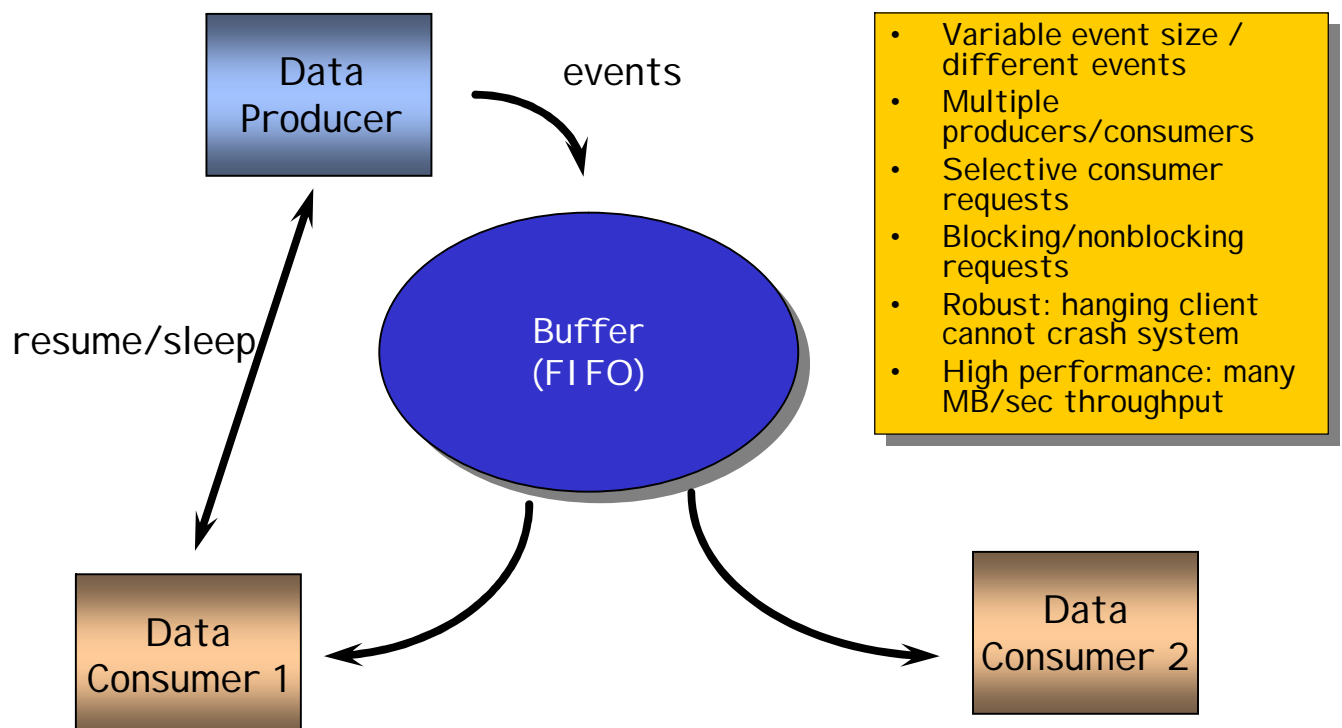 Data
Producer
events
• Variable event size /
different events
• Multiple
producers/consumers
• Selective consumer
requests
• Blocking/nonblocking
requests
• Robust: hanging client
cannot crash system
• High performance: many
MB/sec throughput
resume/sleep
Buffer
(FIFO)
Data
Consumer 1
Data
Consumer 2